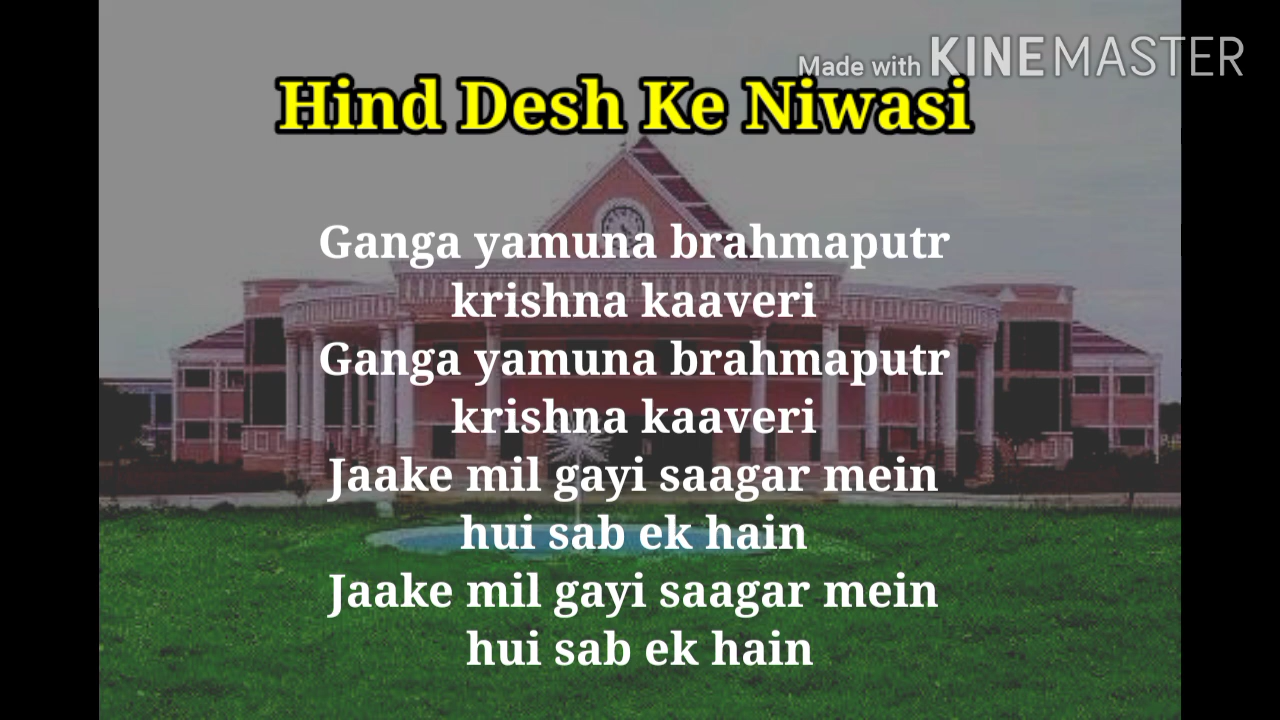 Made with KINEMASTER
Hind Desh Ke Niwasi
Ganga yamuna brahmaputr
krishna kaaveri
Ganga yamuna brahmaputr
krishna kaaveri
Jaake mil gayi saagar mein
hui sab ek hain
Jaake mil gayi saagar mein
hui sab ek hain